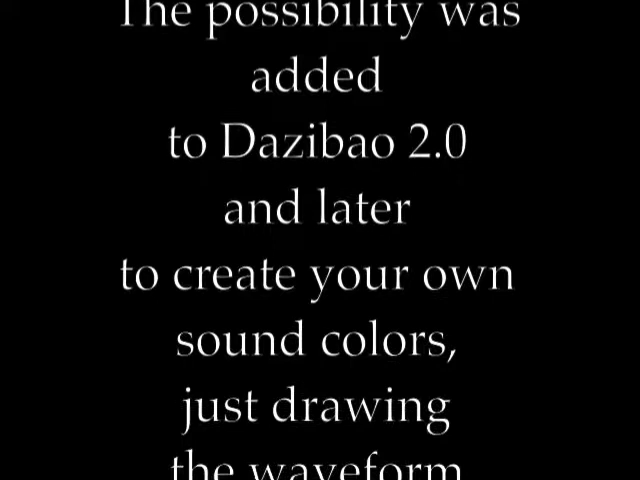 The possibility was
added
to Dazibao 2.0
and later
to create your own
sound colors,
just drawing
the waveform